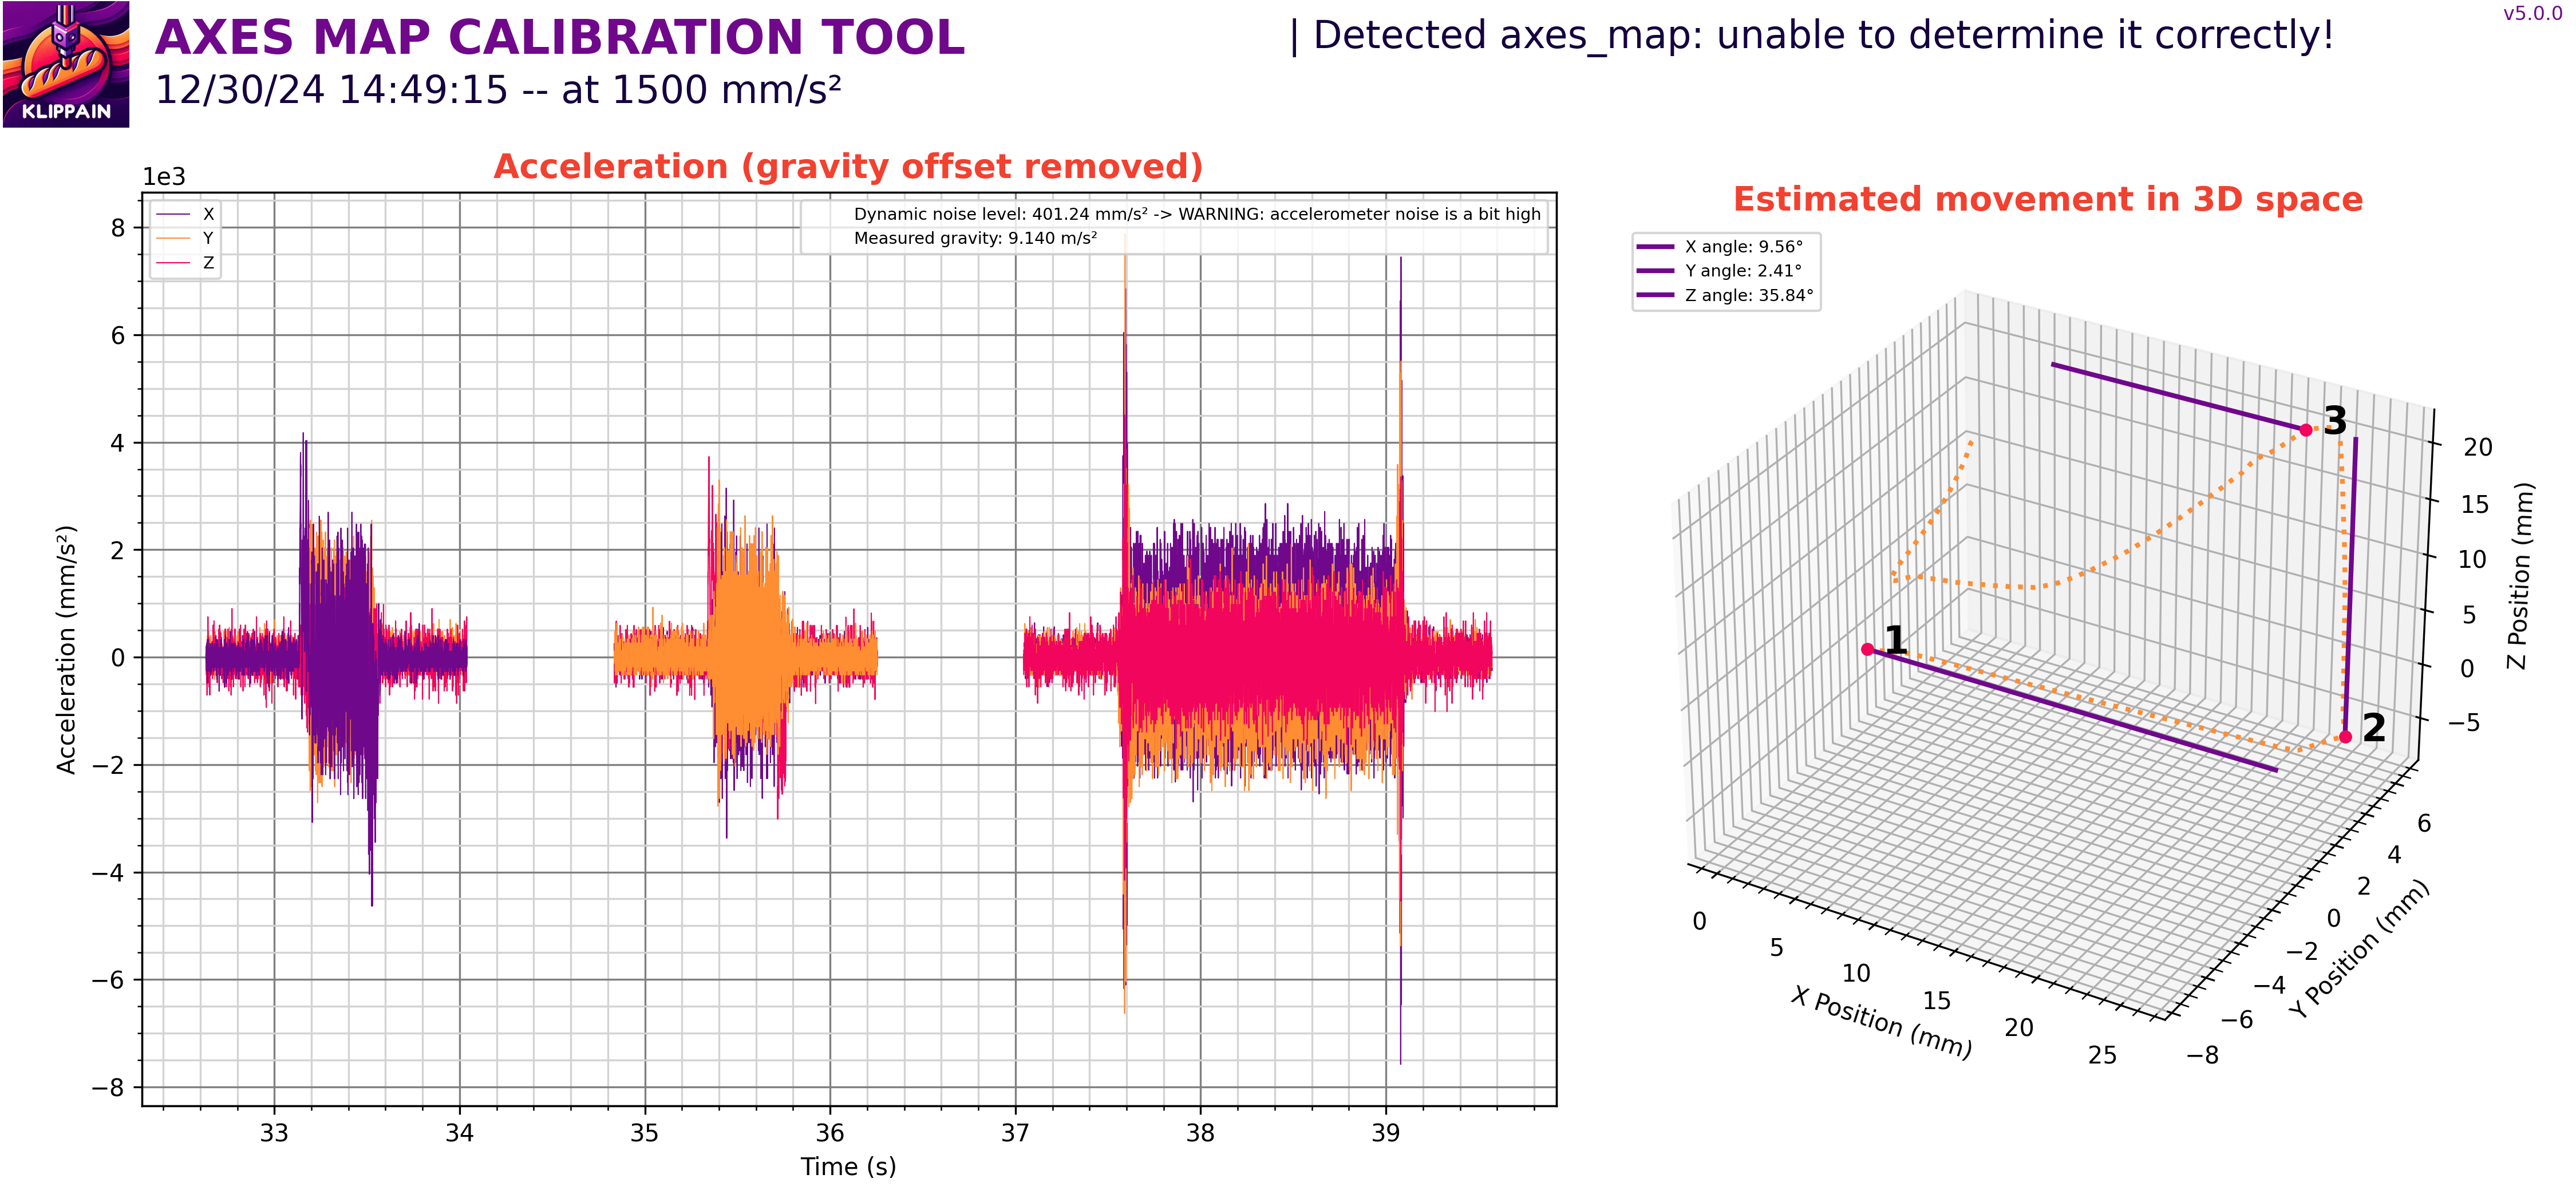 AXES MAP CALIBRATION TOOL
| Detected axes_map: unable to determine it correctly!
v5.0.0
12/30/24 14:49:15 -- at 1500 mm/s²
KLIPPAIN
Acceleration (gravity offset removed)
1e3
X
Y
Z
Dynamic noise level: 401.24 mm/s² -> WARNING: accelerometer noise is a bit high
Measured gravity: 9.140 m/s²
8
6
4
2
0
−2
−4
−6
−8
Acceleration (mm/s²)
33
34
35
36
37
38
39
Time (s)
Estimated movement in 3D space
X angle: 9.56°
Y angle: 2.41°
Z angle: 35.84°
1
2
3
20
15
10
5
0
−5
Z Position (mm)
6
4
2
0
−2
−4
−6
−8
Y Position (mm)
0
5
10
15
20
25
X Position (mm)